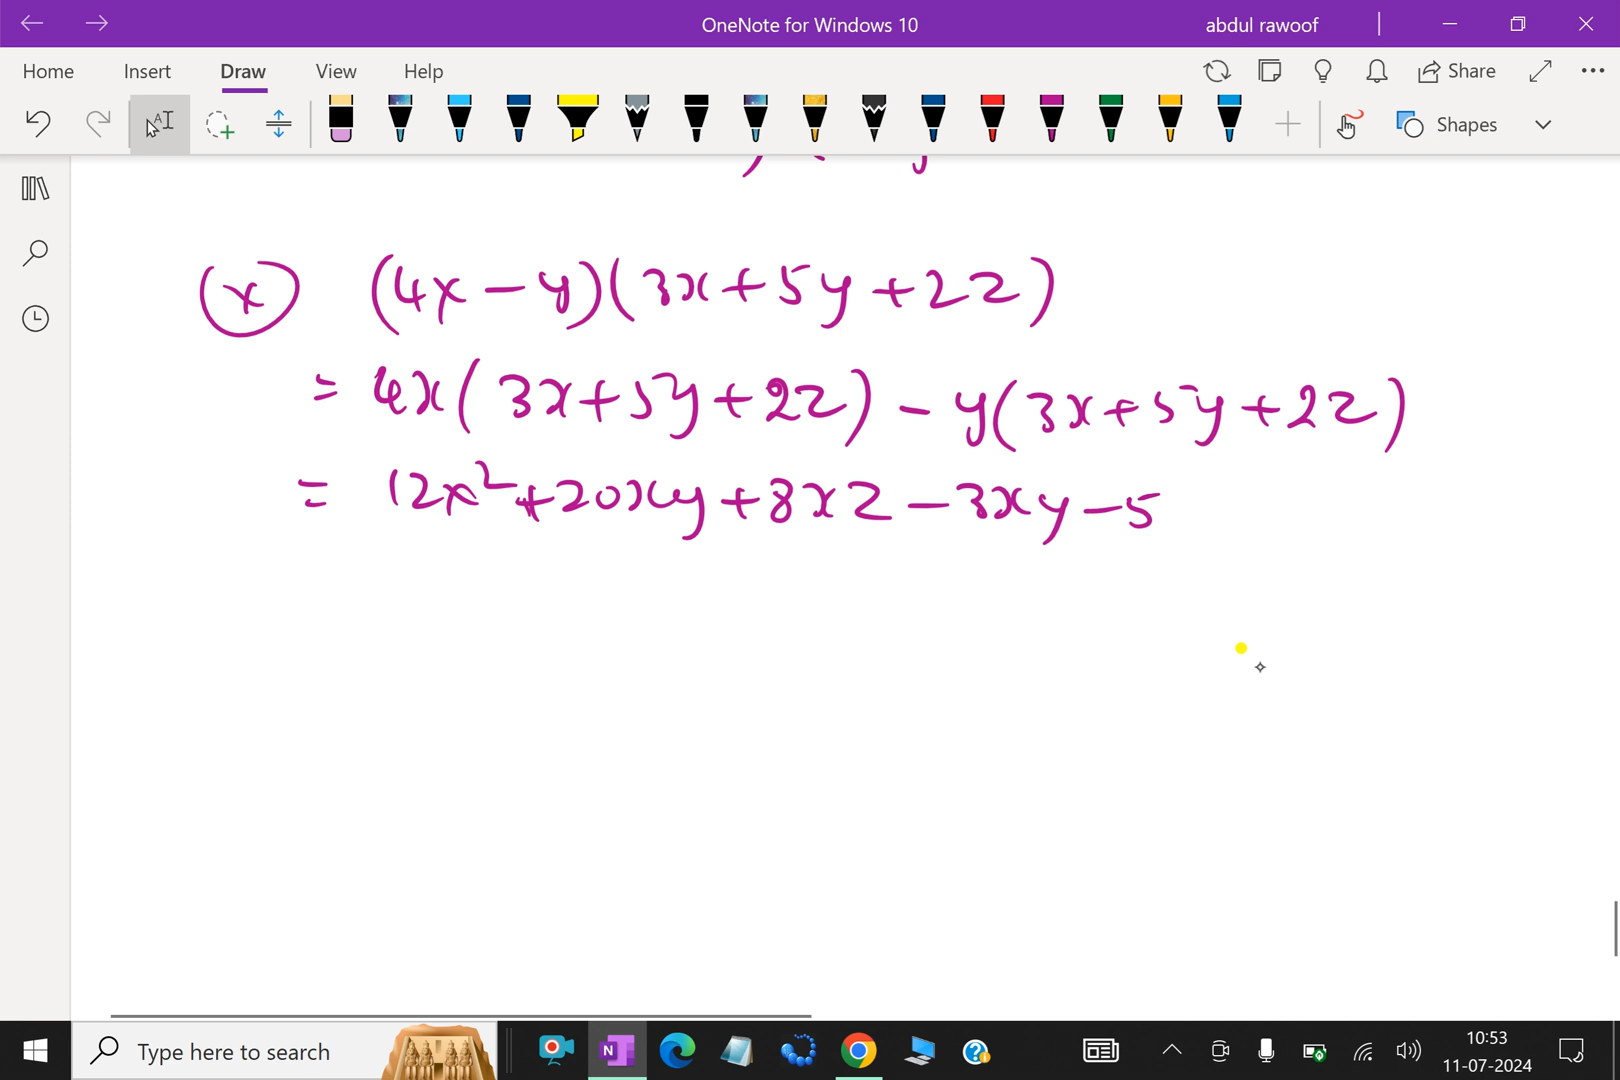 OneNote for Windows 10
abdul rawoof
Home Insert Draw View Help
Share
Shapes
(x) (4x - y)(3x + 5y + 2z)
= 4x(3x + 5y + 2z) - y(3x + 5y + 2z)
= 12x² + 20xy + 8xz - 3xy - 5
Type here to search
10:53
11-07-2024